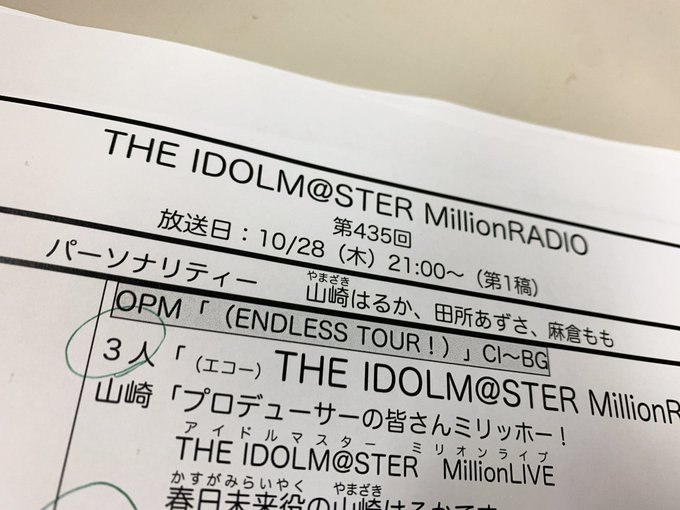 THE IDOLM@STER MillionRADIO
第435回
放送日：10/28（木）21:00〜（第1稿）
パーソナリティー　山崎はるか、田所あずさ、麻倉もも
やまざき
OPM「（ENDLESS TOUR！）」CI〜BG
3人「（エコー）THE IDOLM@STER MillionR
山崎「プロデューサーの皆さんミリッホー！
アイドルマスター　ミリオンライブ
THE IDOLM@STER　MillionLIVE
かすがみらいやく　やまざき
春日未来役の山崎はるかです